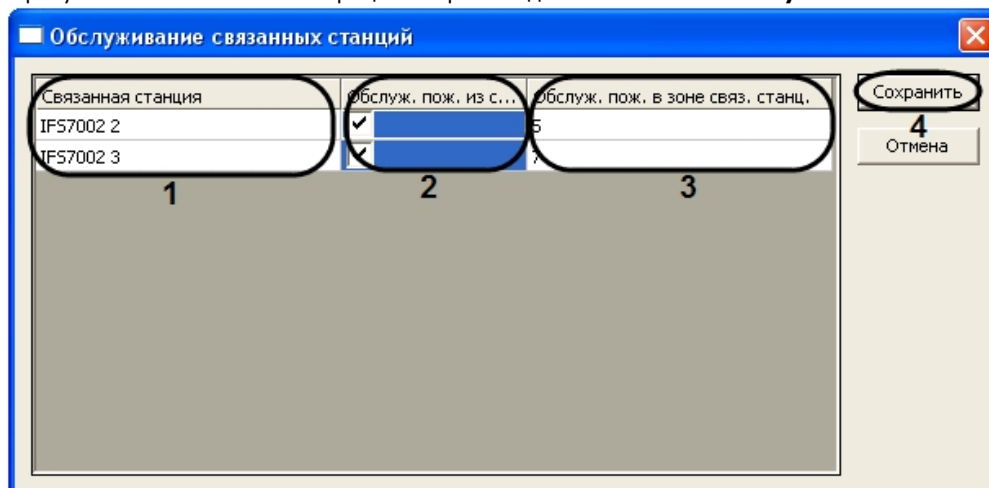 Обслуживание связанных станций
Связанная станция Обслуж. пож. из с... Обслуж. пож. в зоне связ. станц.
IFS7002 2 5
IFS7002 3 7
Сохранить
Отмена
1 2 3 4